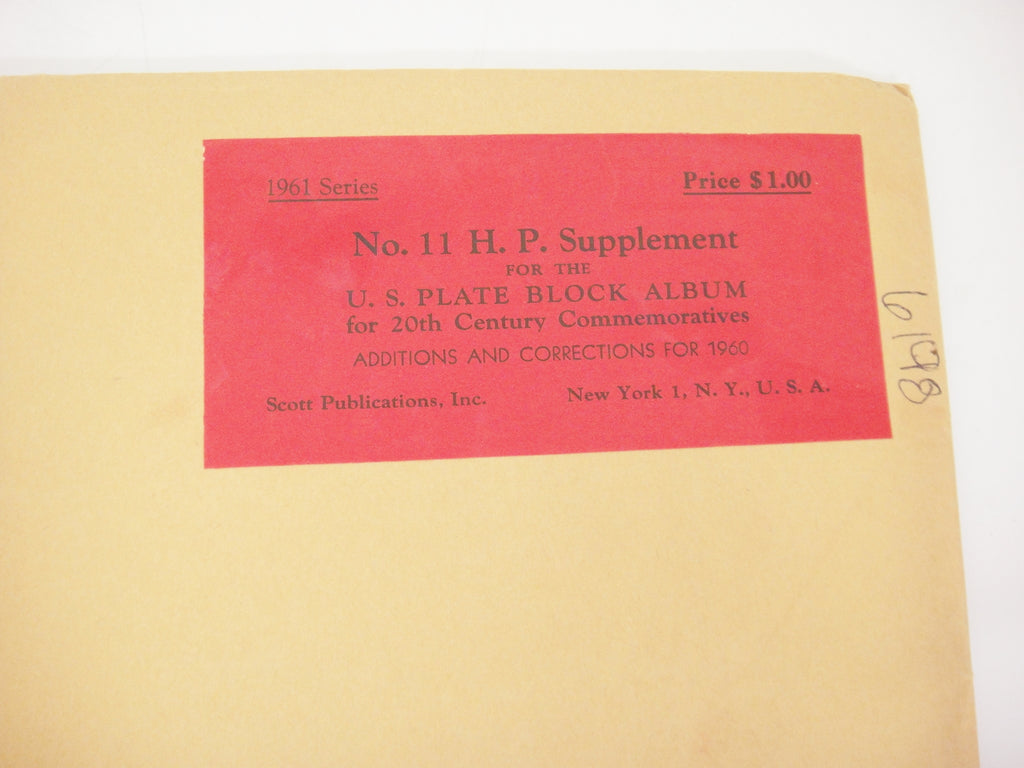 1961 Series
Price $1.00
No. 11 H. P. Supplement
FOR THE
U. S. PLATE BLOCK ALBUM
for 20th Century Commemoratives
ADDITIONS AND CORRECTIONS FOR 1960
Scott Publications, Inc.
New York 1, N. Y., U. S. A.
6198